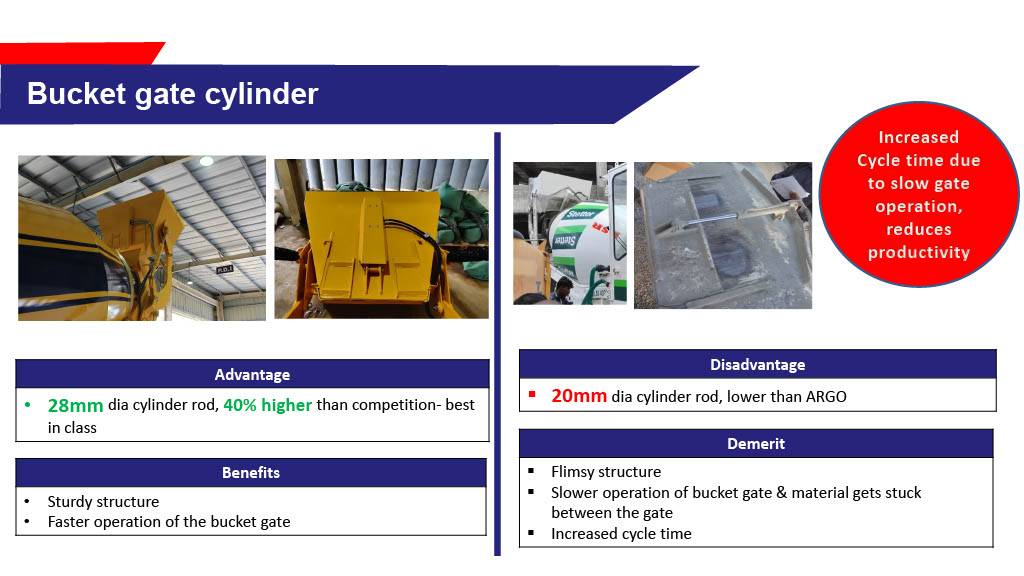 Bucket gate cylinder
Increased
Cycle time due
to slow gate
operation,
reduces
productivity
Stetter
Stetter
Advantage
• 28mm dia cylinder rod, 40% higher than competition- best
in class
Benefits
• Sturdy structure
• Faster operation of the bucket gate
Disadvantage
▪ 20mm dia cylinder rod, lower than ARGO
Demerit
▪ Flimsy structure
▪ Slower operation of bucket gate & material gets stuck
between the gate
▪ Increased cycle time